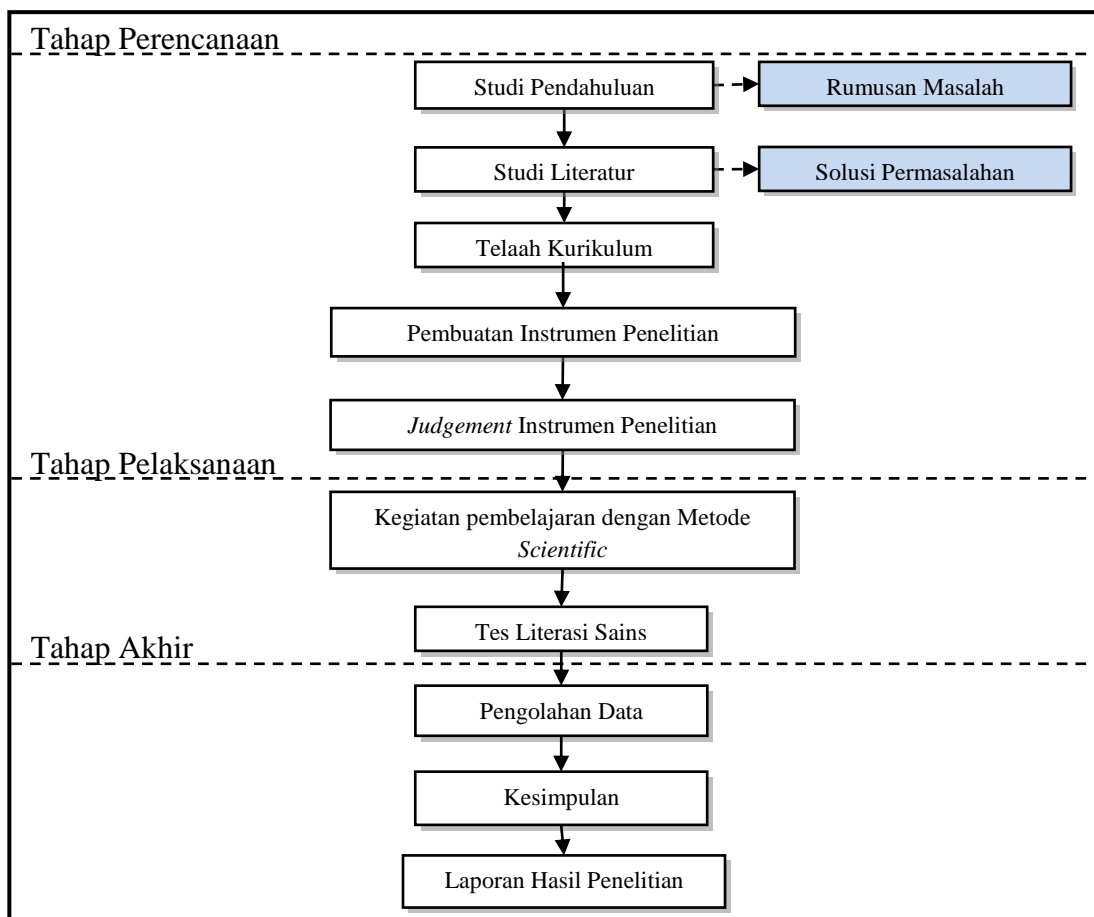 Tahap Perencanaan
Studi Pendahuluan
Rumusan Masalah
Studi Literatur
Solusi Permasalahan
Telaah Kurikulum
Pembuatan Instrumen Penelitian
Judgement Instrumen Penelitian
Tahap Pelaksanaan
Kegiatan pembelajaran dengan Metode
Scientific
Tes Literasi Sains
Tahap Akhir
Pengolahan Data
Kesimpulan
Laporan Hasil Penelitian